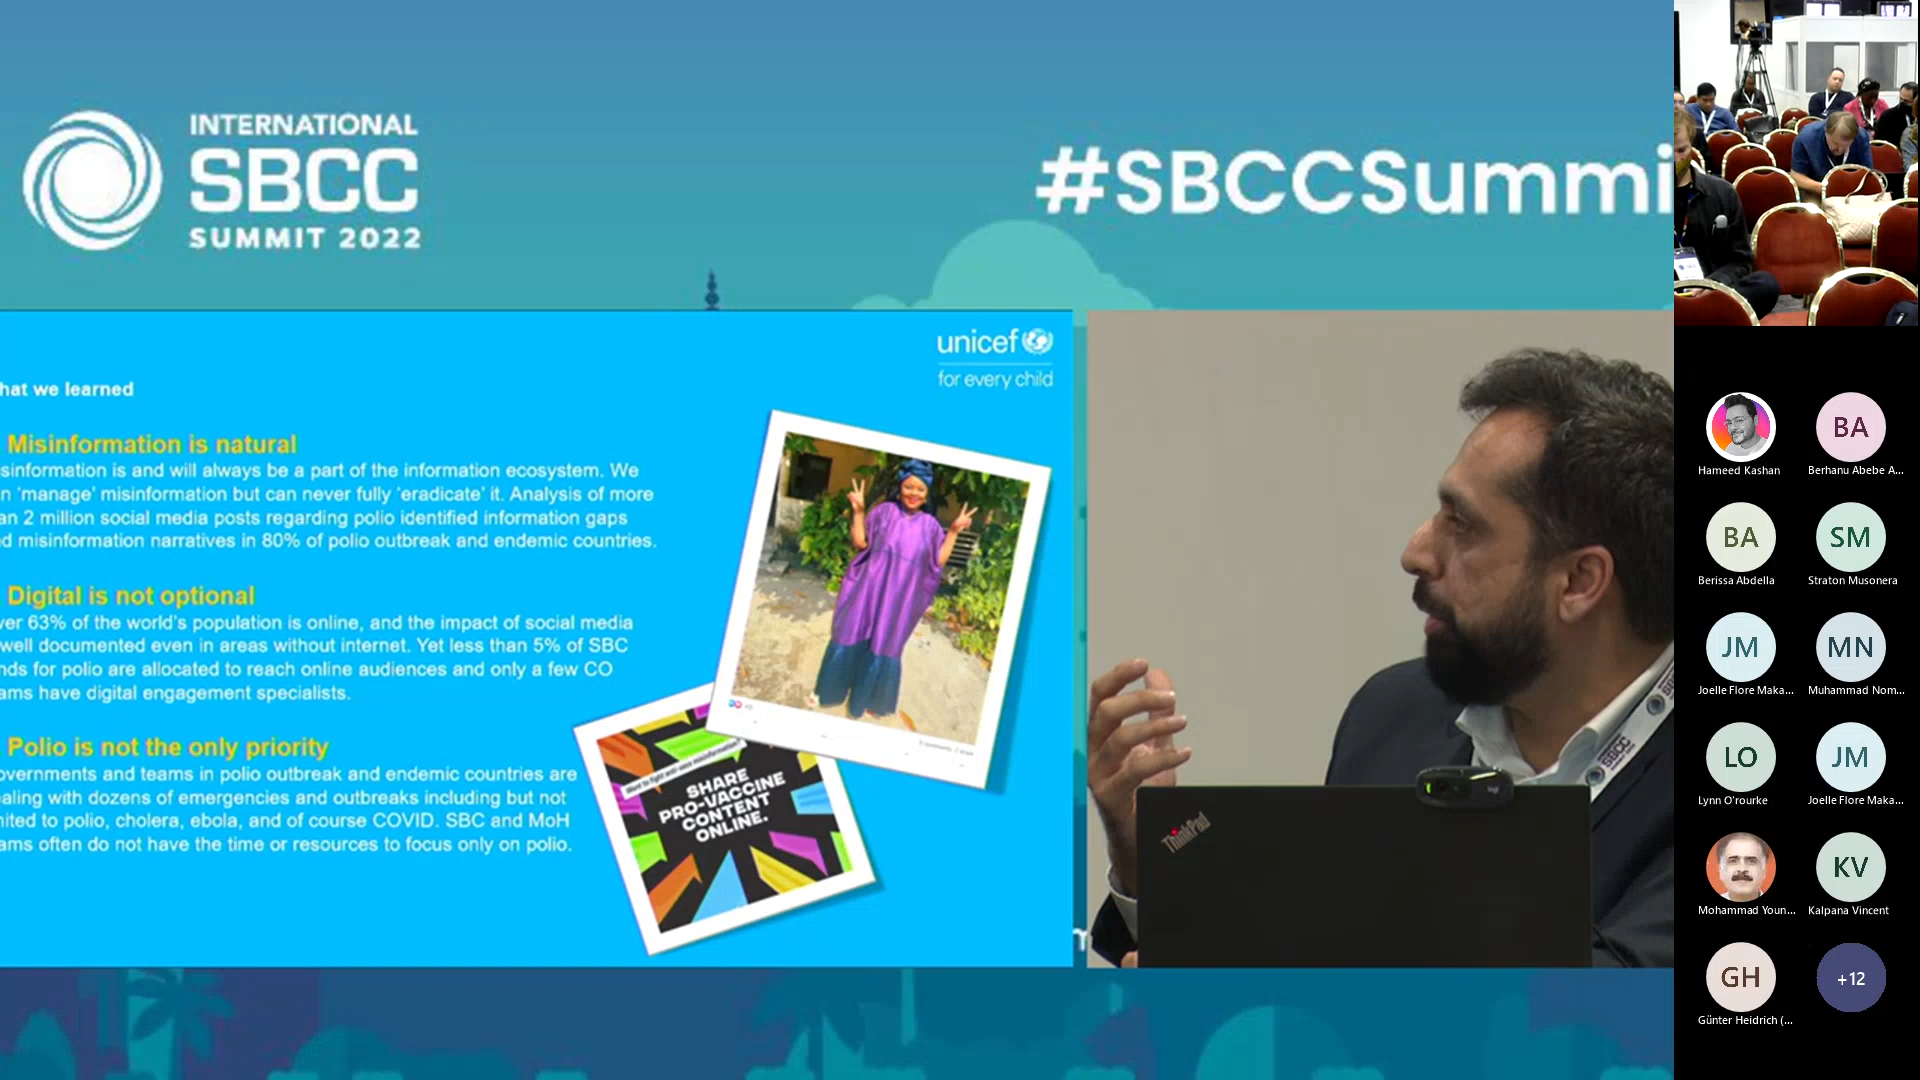 INTERNATIONAL
SBCC
SUMMIT 2022
#SBCCSummi
unicef
for every child
hat we learned
Misinformation is natural
sinformation is and will always be a part of the information ecosystem. We
n 'manage' misinformation but can never fully 'eradicate' it. Analysis of more
an 2 million social media posts regarding polio identified information gaps
d misinformation narratives in 80% of polio outbreak and endemic countries.
Digital is not optional
ver 63% of the world's population is online, and the impact of social media
well documented even in areas without internet. Yet less than 5% of SBC
nds for polio are allocated to reach online audiences and only a few CO
ams have digital engagement specialists.
Polio is not the only priority
overnments and teams in polio outbreak and endemic countries are
ealing with dozens of emergencies and outbreaks including but not
nited to polio, cholera, ebola, and of course COVID. SBC and MoH
ams often do not have the time or resources to focus only on polio.
Want to fight anti-vaxx misinformation?
SHARE
PRO-VACCINE
CONTENT
ONLINE.
ThinkPad
logi
SBCC
Hameed Kashan
BA
Berhanu Abebe A...
BA
Berissa Abdella
SM
Straton Musonera
JM
Joelle Flore Maka...
MN
Muhammad Nom...
LO
Lynn O'rourke
JM
Joelle Flore Maka...
Mohammad Youn...
KV
Kalpana Vincent
GH
Günter Heidrich (...
+12